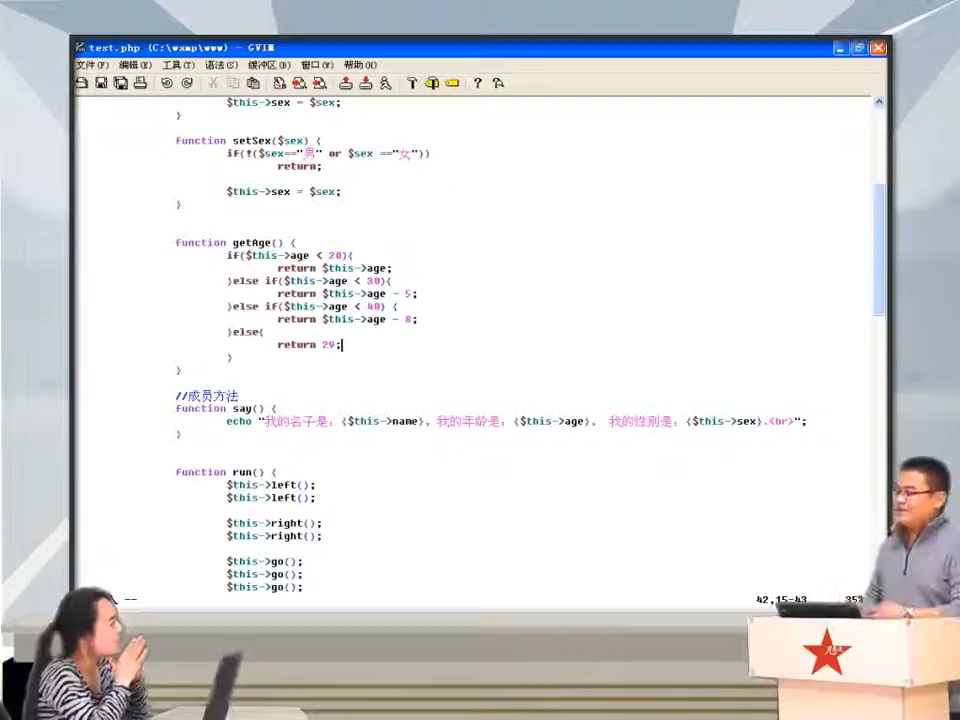 test.php (C:\wamp\www) - GVIM
文件(F) 编辑(E) 工具(T) 语法(S) 缓冲区(B) 窗口(W) 帮助(H)
$this->sex = $sex;
}
function setSex($sex) {
if(!($sex=="男" or $sex =="女"))
return;
$this->sex = $sex;
}
function getAge() {
if($this->age < 20){
return $this->age;
}else if($this->age < 30){
return $this->age - 5;
}else if($this->age < 40) {
return $this->age - 8;
}else{
return 29;
}
}
//成员方法
function say() {
echo "我的名子是：{$this->name}，我的年龄是：{$this->age}， 我的性别是：{$this->sex}.<br>";
}
function run() {
$this->left();
$this->left();
$this->right();
$this->right();
$this->go();
$this->go();
$this->go();
42,15-43 35%